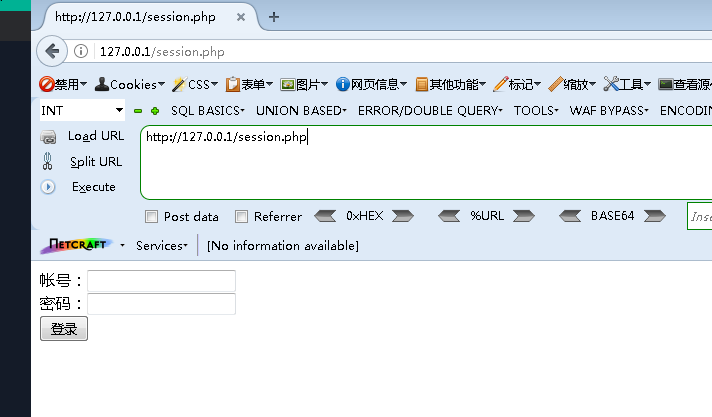 http://127.0.0.1/session.php
127.0.0.1/session.php
禁用 Cookies CSS 表单 图片 网页信息 其他功能 标记 缩放 工具 查看源
INT SQL BASICS UNION BASED ERROR/DOUBLE QUERY TOOLS WAF BYPASS ENCODIN
Load URL http://127.0.0.1/session.php
Split URL
Execute
Post data Referrer 0xHEX %URL BASE64 Inse
NETCRAFT Services [No information available]
帐号：
密码：
登录